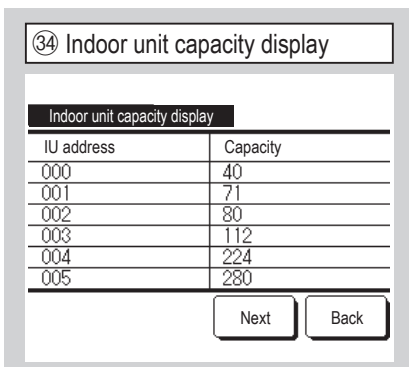 ㉞ Indoor unit capacity display
Indoor unit capacity display
IU address Capacity
000 40
001 71
002 80
003 112
004 224
005 280
Next Back